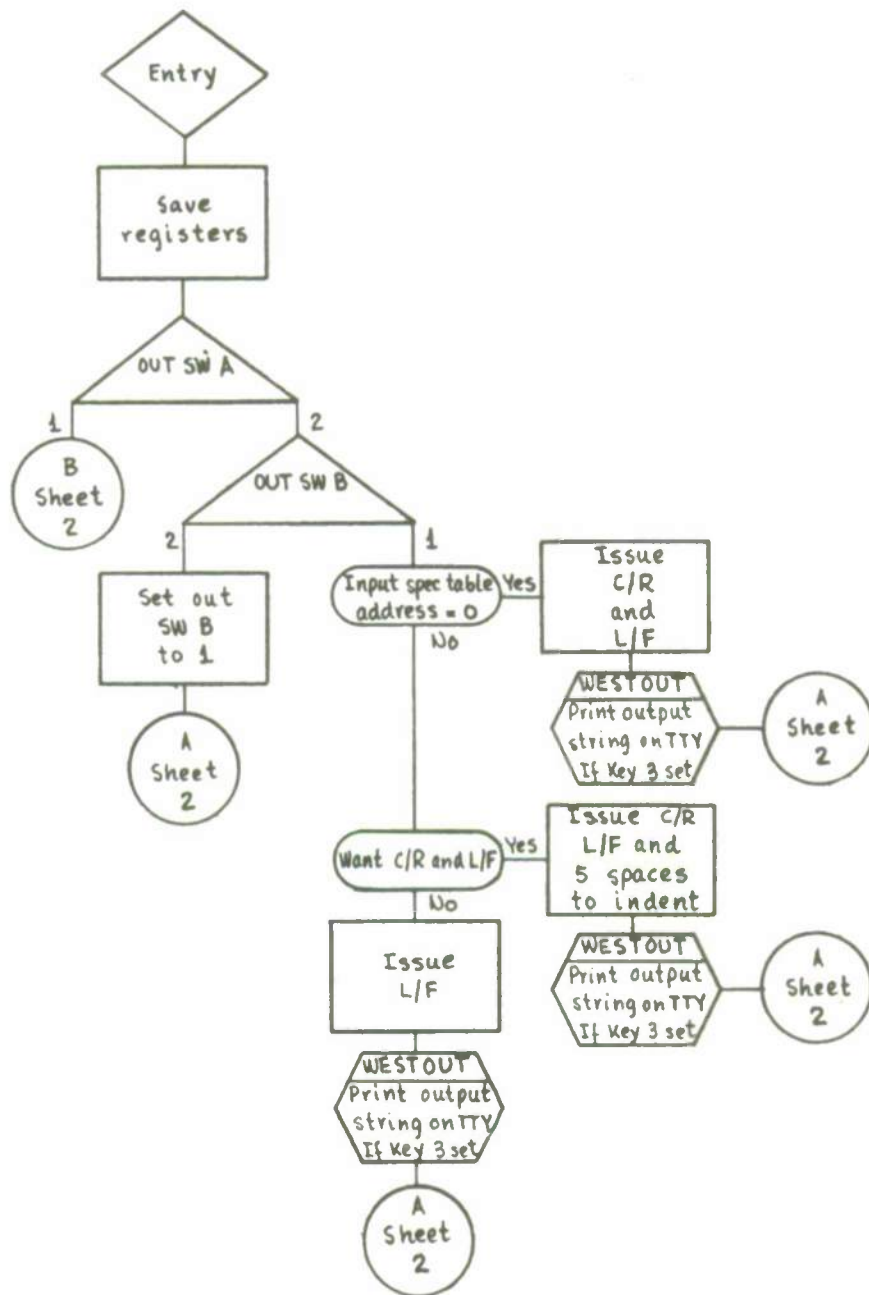 Entry
Save
registers
OUT SW A
1
2
B
Sheet
2
OUT SW B
2
1
Set out
SW B
to 1
A
Sheet
2
Input spec table
address = 0
Yes
No
Issue
C/R
and
L/F
WESTOUT
Print output
string on TTY
If Key 3 set
A
Sheet
2
Want C/R and L/F
Yes
No
Issue C/R
L/F and
5 spaces
to indent
WESTOUT
Print output
string on TTY
If Key 3 set
A
Sheet
2
Issue
L/F
WESTOUT
Print output
string on TTY
If Key 3 set
A
Sheet
2